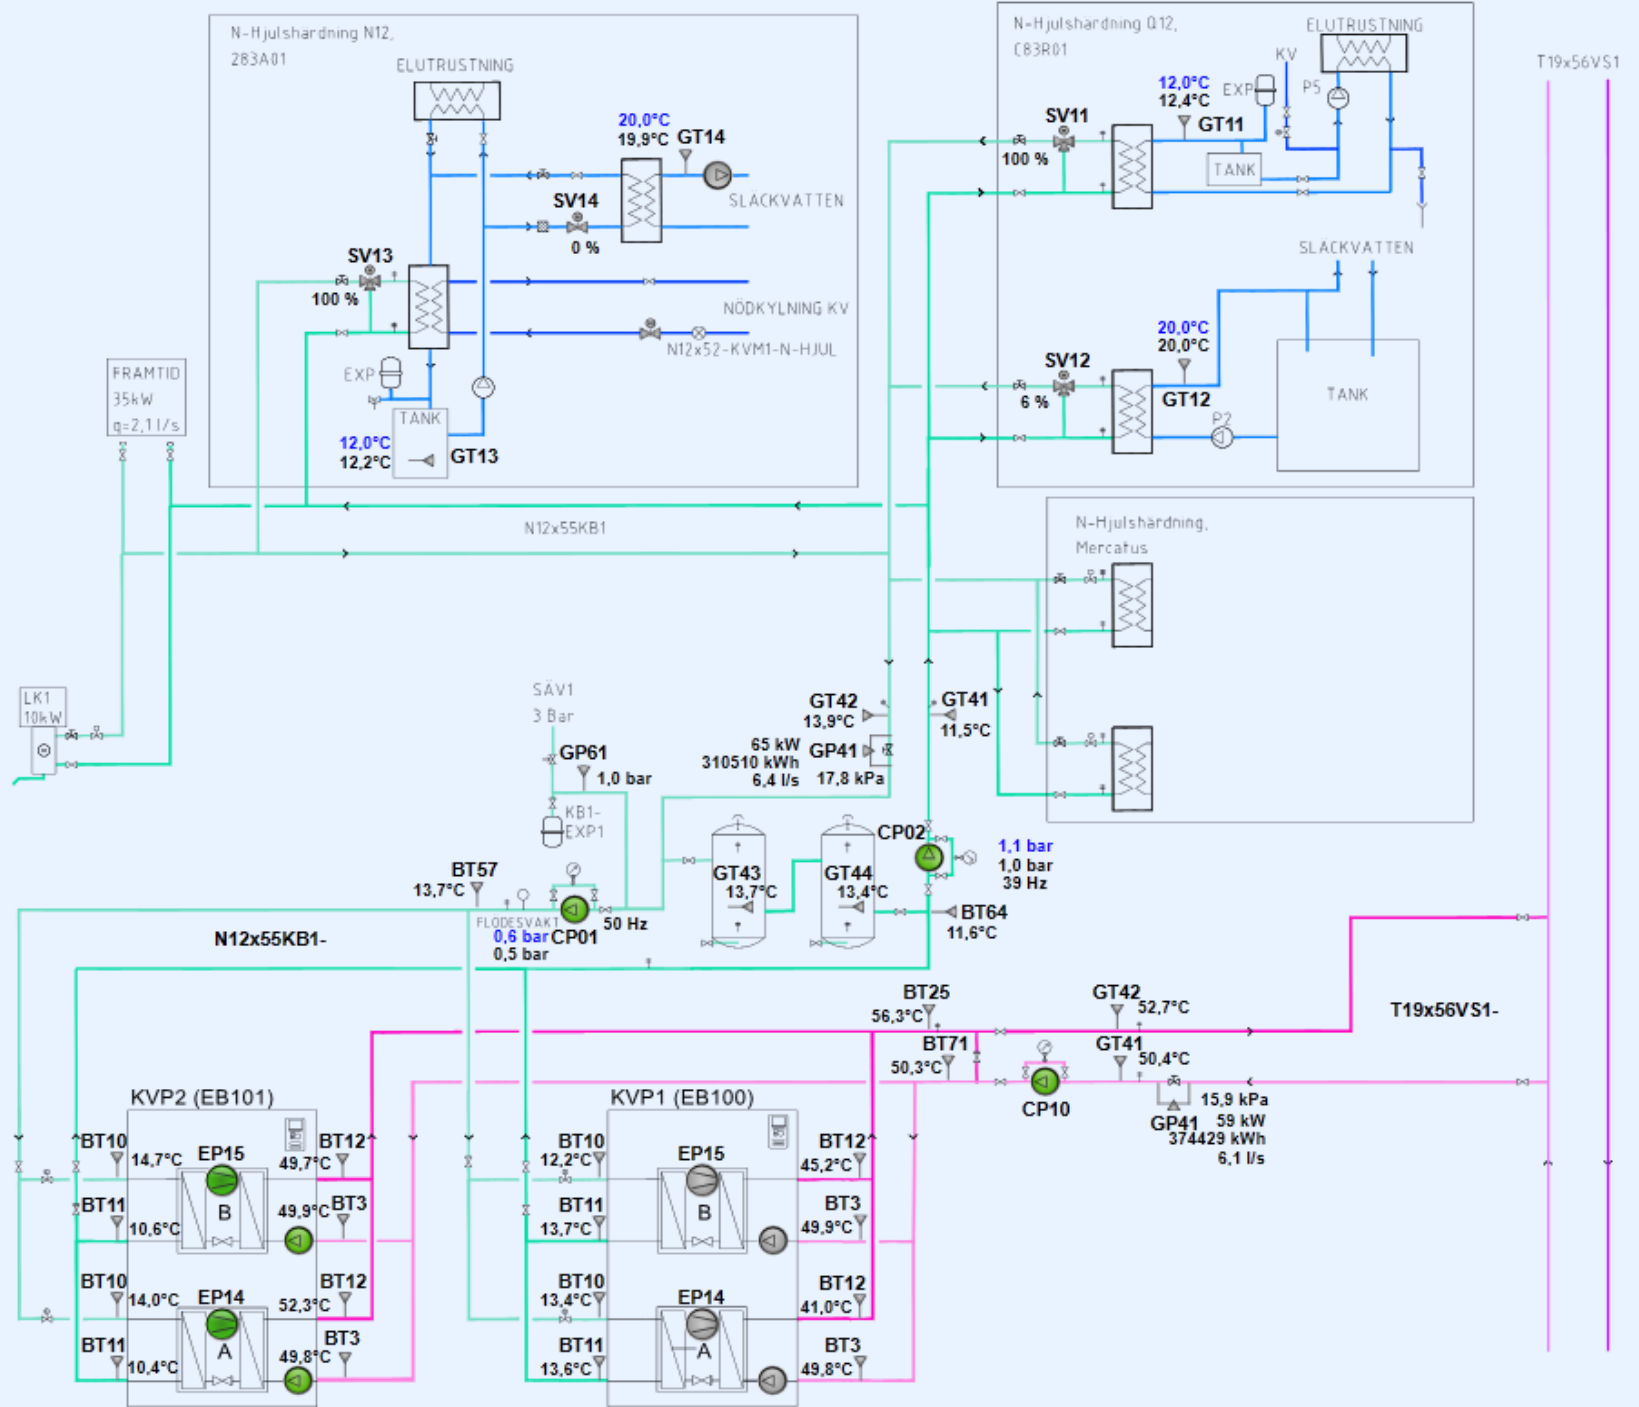 N-Hjulshärdning N12,
283A01
ELUTRUSTNING
20,0°C
19,9°C GT14
SLÄCKVATTEN
SV14
0 %
SV13
100 %
NÖDKYLNING KV
N12x52-KVM1-N-HJUL
EXP
TANK
12,0°C
12,2°C
GT13
FRAMTID
35kW
q=2,1 l/s
N-Hjulshärdning Q12,
C83R01
ELUTRUSTNING
KV
P5
12,0°C
12,4°C
EXP
GT11
SV11
100 %
TANK
SLÄCKVATTEN
20,0°C
20,0°C
SV12
6 %
GT12
P2
TANK
T19x56VS1
N12x55KB1
N-Hjulshärdning,
Mercatus
LK1
10kW
SÄV1
3 Bar
GP61
1,0 bar
KB1-
EXP1
GT42
13,9°C
GT41
11,5°C
65 kW
310510 kWh
6,4 l/s
GP41
17,8 kPa
CP02
1,1 bar
1,0 bar
39 Hz
GT43
13,7°C
GT44
13,4°C
BT64
11,6°C
BT57
13,7°C
FLÖDESVAKT
0,6 bar
0,5 bar
CP01
50 Hz
N12x55KB1-
BT25
56,3°C
GT42
52,7°C
T19x56VS1-
BT71
50,3°C
GT41
50,4°C
CP10
GP41
15,9 kPa
59 kW
374429 kWh
6,1 l/s
KVP2 (EB101)
BT10
14,7°C
EP15
B
BT12
49,7°C
BT11
10,6°C
BT3
49,9°C
BT10
14,0°C
EP14
A
BT12
52,3°C
BT11
10,4°C
BT3
49,8°C
KVP1 (EB100)
BT10
12,2°C
EP15
B
BT12
45,2°C
BT11
13,7°C
BT3
49,9°C
BT10
13,4°C
EP14
A
BT12
41,0°C
BT11
13,6°C
BT3
49,8°C